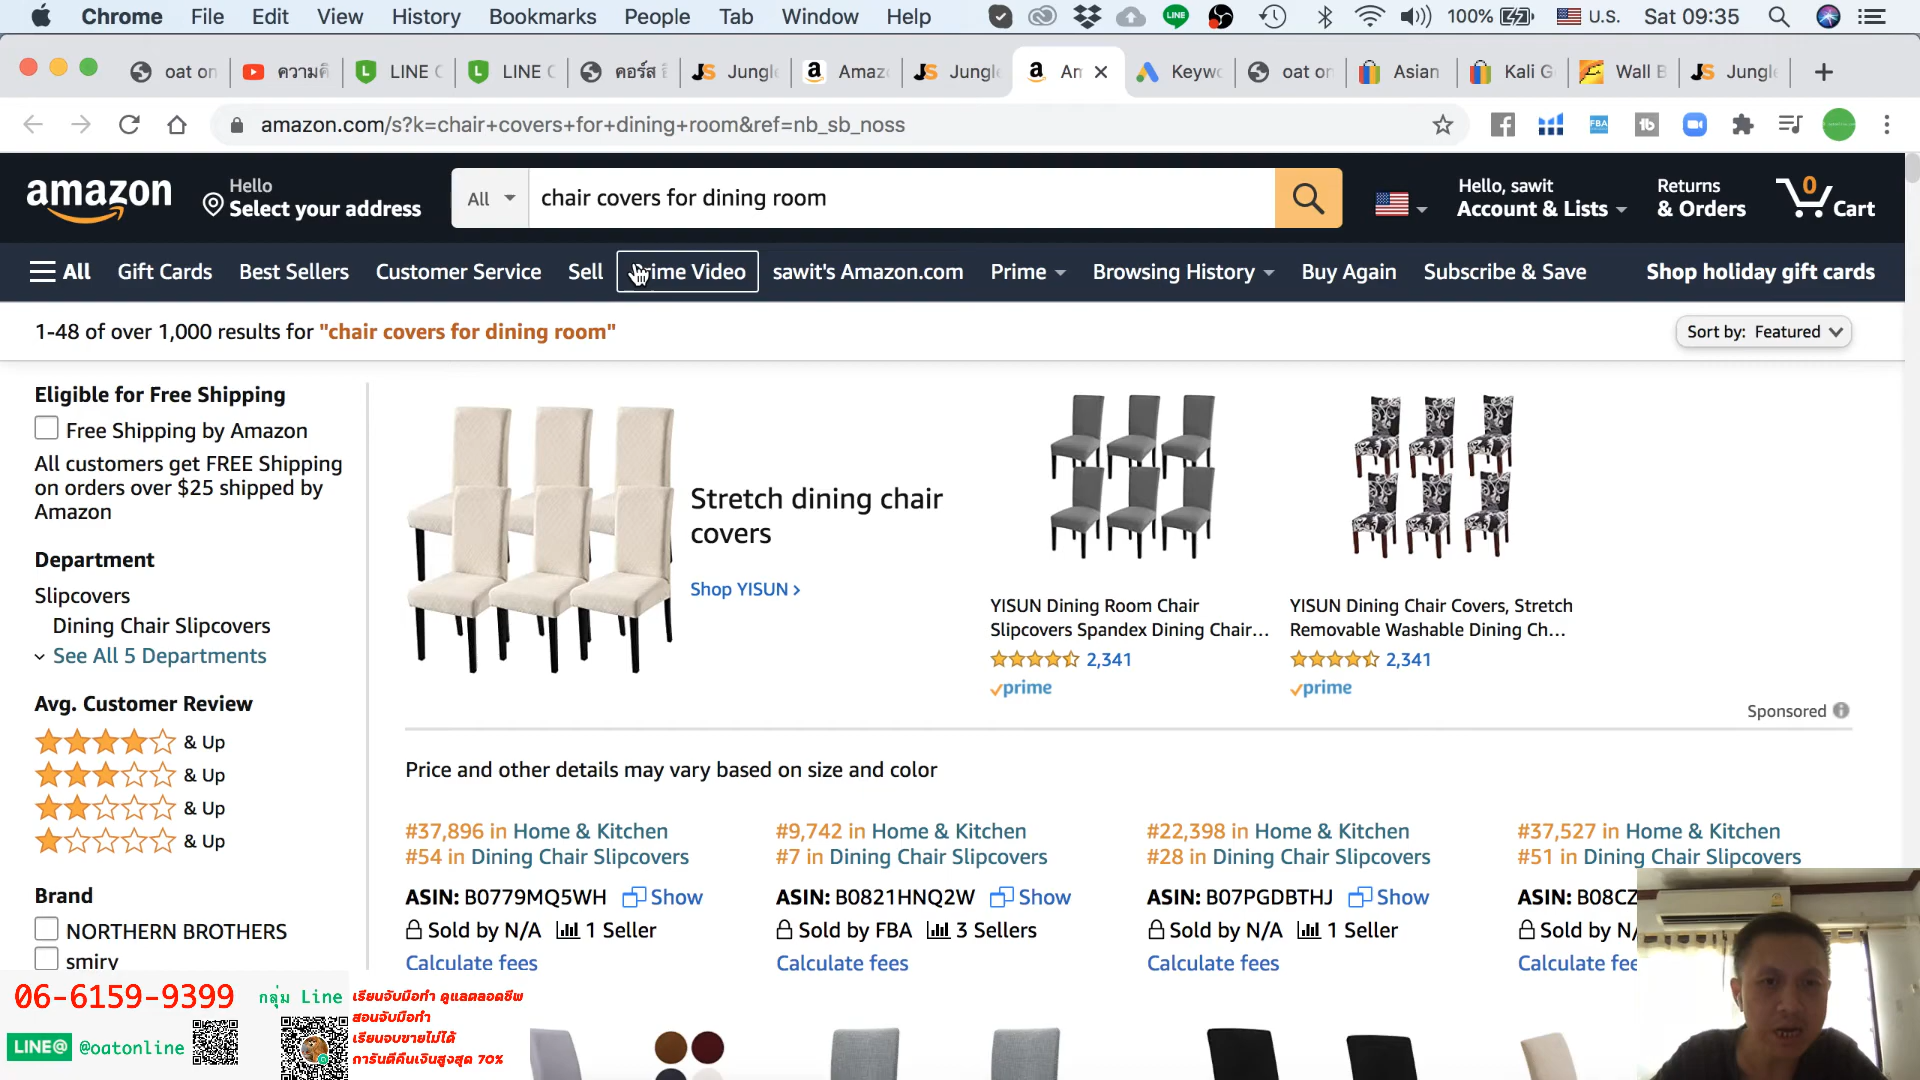 Chrome File Edit View History Bookmarks People Tab Window Help LINE 100% U.S. Sat 09:35
oat on ความคิ LINE C LINE C คอร์ส JS Jungle Amaz JS Jungle Am Keywo oat on Asian Kali G Wall B JS Jungle
amazon.com/s?k=chair+covers+for+dining+room&ref=nb_sb_noss FBA tb
amazon Hello Select your address All chair covers for dining room Hello, sawit Account & Lists Returns & Orders 0 Cart
All Gift Cards Best Sellers Customer Service Sell Prime Video sawit's Amazon.com Prime Browsing History Buy Again Subscribe & Save Shop holiday gift cards
1-48 of over 1,000 results for "chair covers for dining room" Sort by: Featured
Eligible for Free Shipping
Free Shipping by Amazon
All customers get FREE Shipping
on orders over $25 shipped by
Amazon
Department
Slipcovers
Dining Chair Slipcovers
See All 5 Departments
Avg. Customer Review
& Up
& Up
& Up
& Up
Brand
NORTHERN BROTHERS
smiry
Stretch dining chair
covers
Shop YISUN ›
YISUN Dining Room Chair
Slipcovers Spandex Dining Chair...
2,341
prime
YISUN Dining Chair Covers, Stretch
Removable Washable Dining Ch...
2,341
prime
Sponsored
Price and other details may vary based on size and color
#37,896 in Home & Kitchen
#54 in Dining Chair Slipcovers
ASIN: B0779MQ5WH Show
Sold by N/A 1 Seller
Calculate fees
#9,742 in Home & Kitchen
#7 in Dining Chair Slipcovers
ASIN: B0821HNQ2W Show
Sold by FBA 3 Sellers
Calculate fees
#22,398 in Home & Kitchen
#28 in Dining Chair Slipcovers
ASIN: B07PGDBTHJ Show
Sold by N/A 1 Seller
Calculate fees
#37,527 in Home & Kitchen
#51 in Dining Chair Slipcovers
ASIN: B08CZ
Sold by N/
Calculate fee
06-6159-9399 กลุ่ม Line
LINE@ @oatonline
เรียนจับมือทำ ดูแลตลอดชีพ
สอนจับมือทำ
เรียนจบขายไม่ได้
การันตีคืนเงินสูงสุด 70%